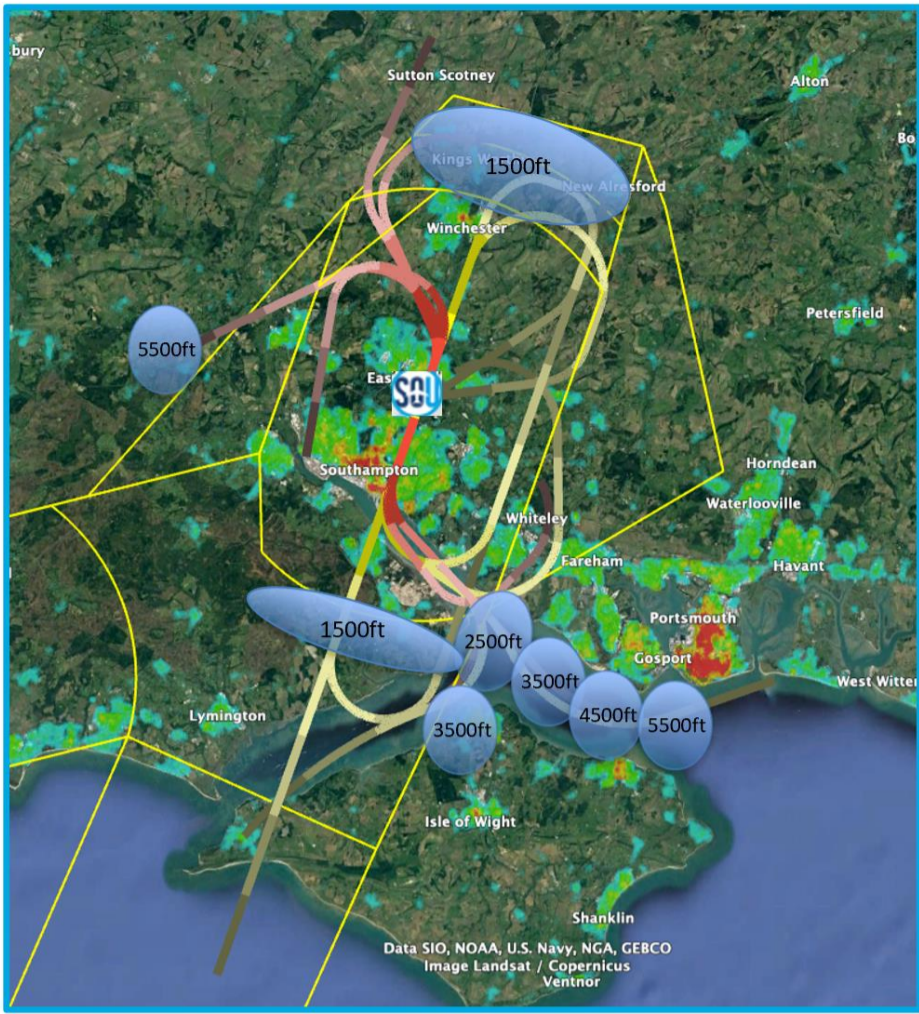 bury
Sutton Scotney
Alton
Bo
Kings W
1500ft
New Alresford
Winchester
Petersfield
5500ft
East
SOU
Southampton
Horndean
Waterlooville
Whiteley
Fareham
Havant
1500ft
2500ft
Portsmouth
Gosport
3500ft
West Witter
Lymington
4500ft
5500ft
3500ft
Isle of Wight
Shanklin
Data SIO, NOAA, U.S. Navy, NGA, GEBCO
Image Landsat / Copernicus
Ventnor